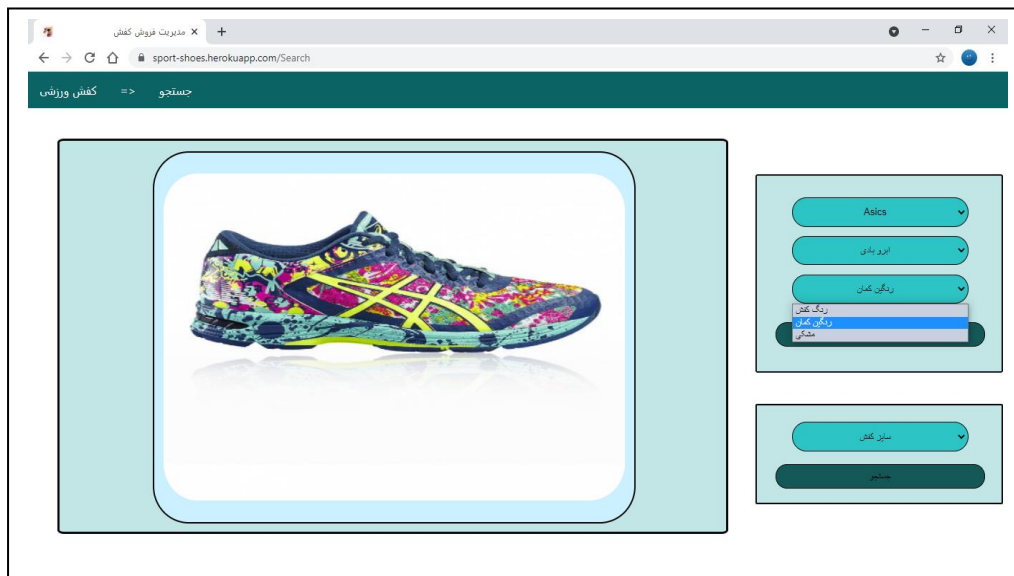 مدیریت فروش کفش
sport-shoes.herokuapp.com/Search
کفش ورزشی <= جستجو
Asics
ابرو بادی
رنگین کمان
رنگ کفش
رنگین کمان
مشکی
سایز کفش
جستجو